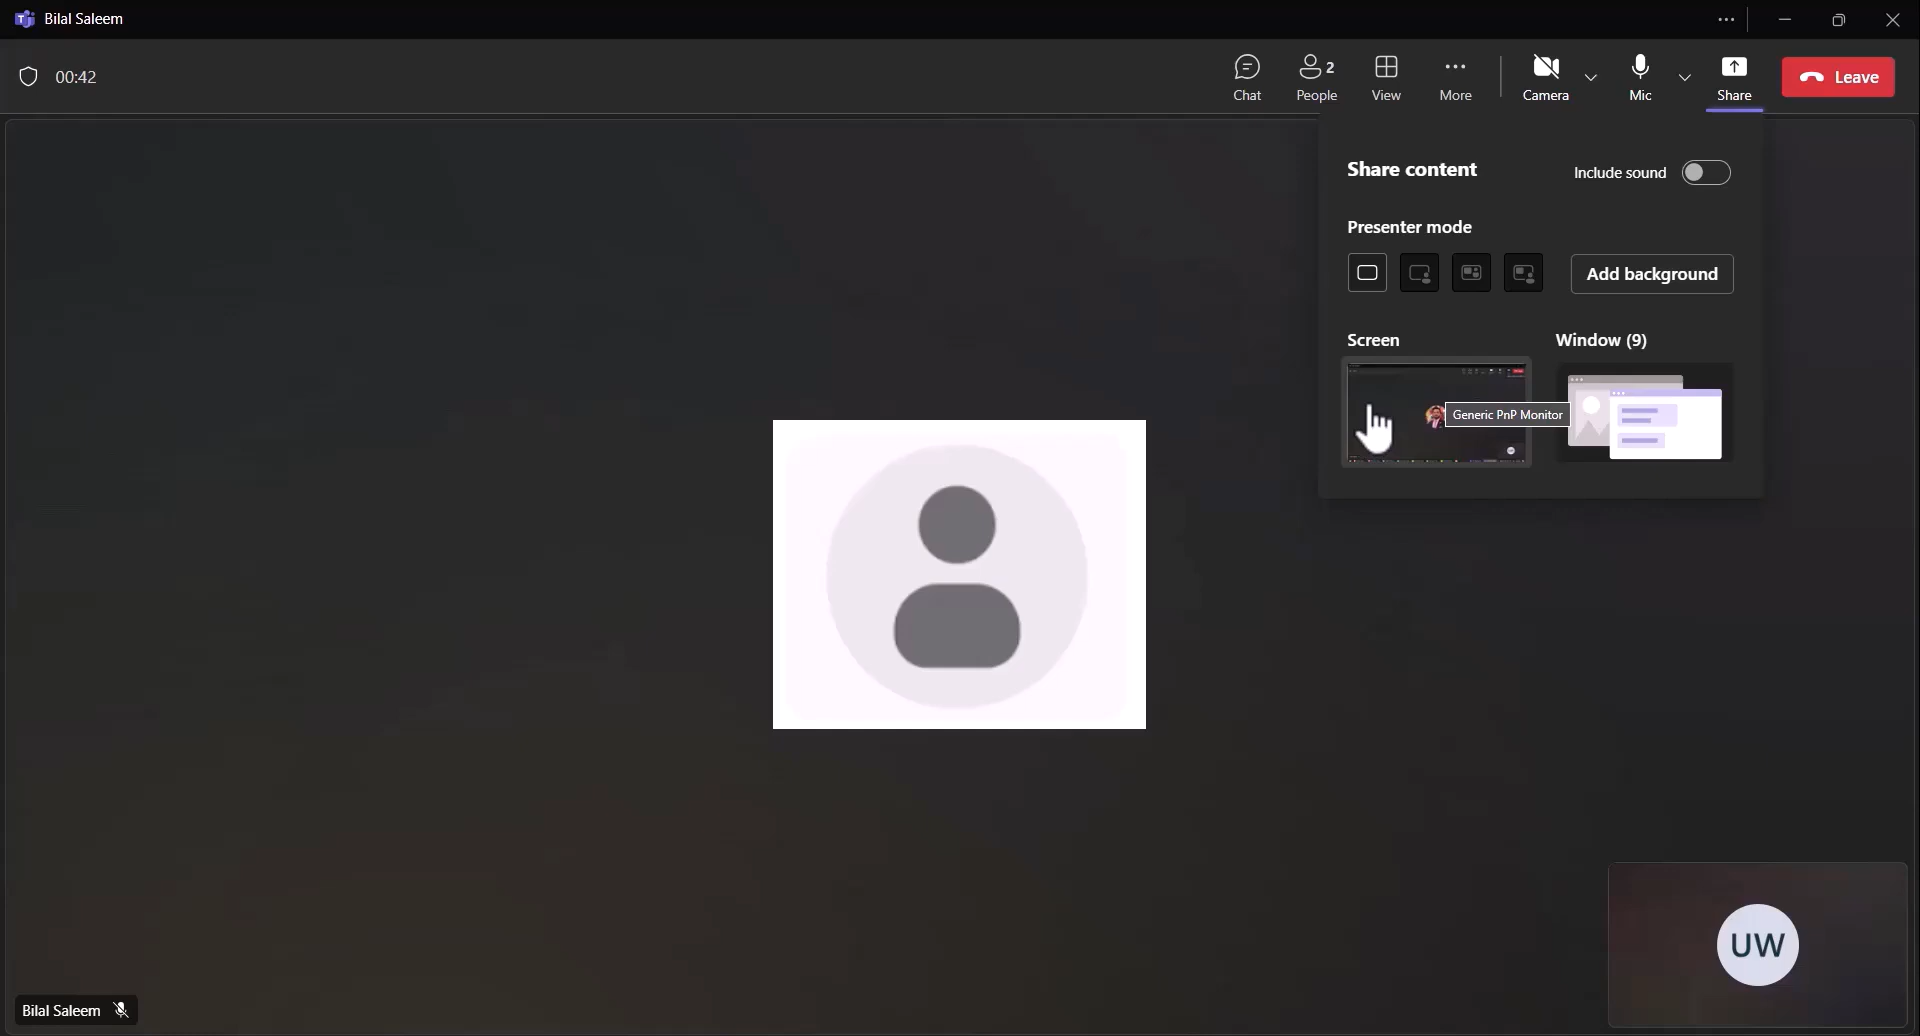 Bilal Saleem
00:42
Chat
2
People
View
More
Camera
Mic
Share
Leave
Share content
Include sound
Presenter mode
Add background
Screen
Window (9)
Generic PnP Monitor
UW
Bilal Saleem